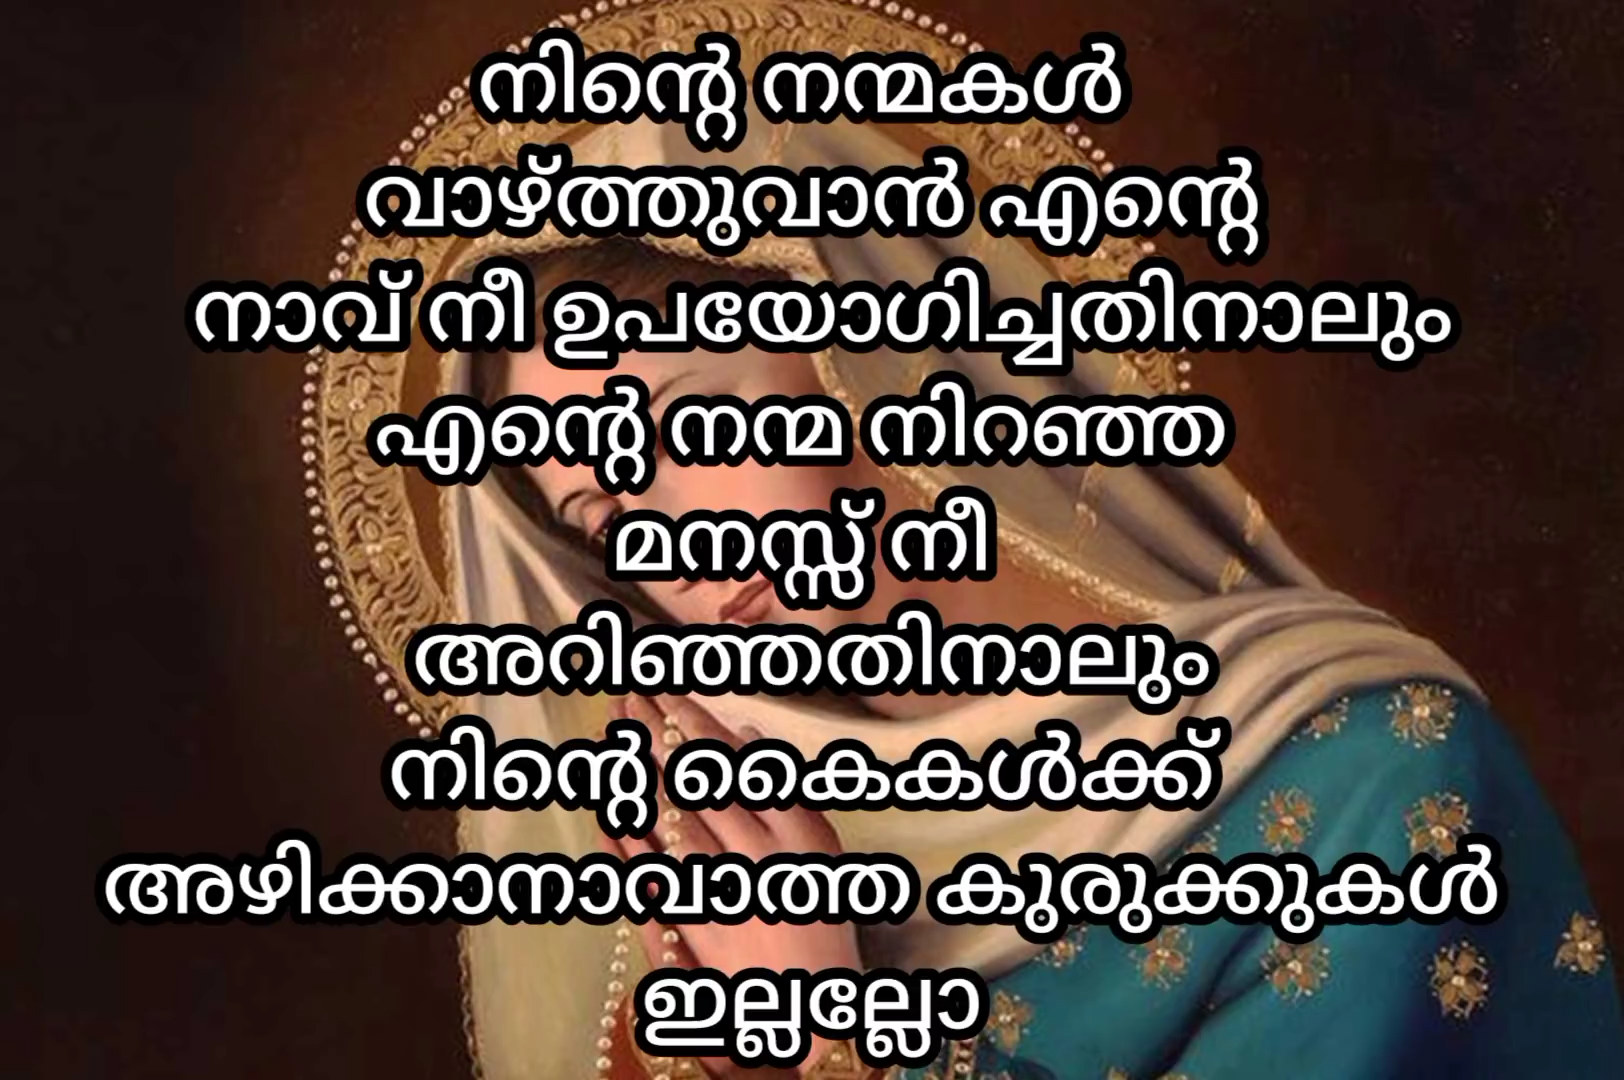 നിന്റെ നന്മകൾ
വാഴ്ത്തുവാൻ എന്റെ
നാവ് നീ ഉപയോഗിച്ചതിനാലും
എന്റെ നന്മ നിറഞ്ഞ
മനസ്സ് നീ
അറിഞ്ഞതിനാലും
നിന്റെ കൈകൾക്ക്
അഴിക്കാനാവാത്ത കുരുക്കുകൾ
ഇല്ലല്ലോ